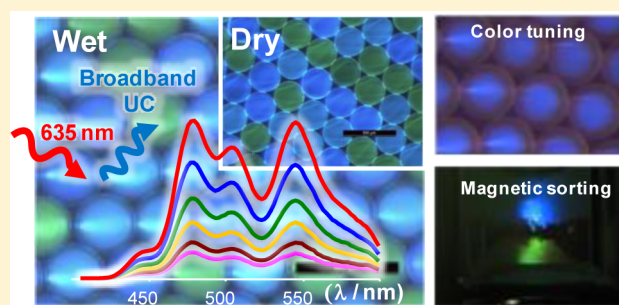 Wet
Dry
Broadband
UC
635 nm
450
500
550
(λ / nm)
Color tuning
Magnetic sorting